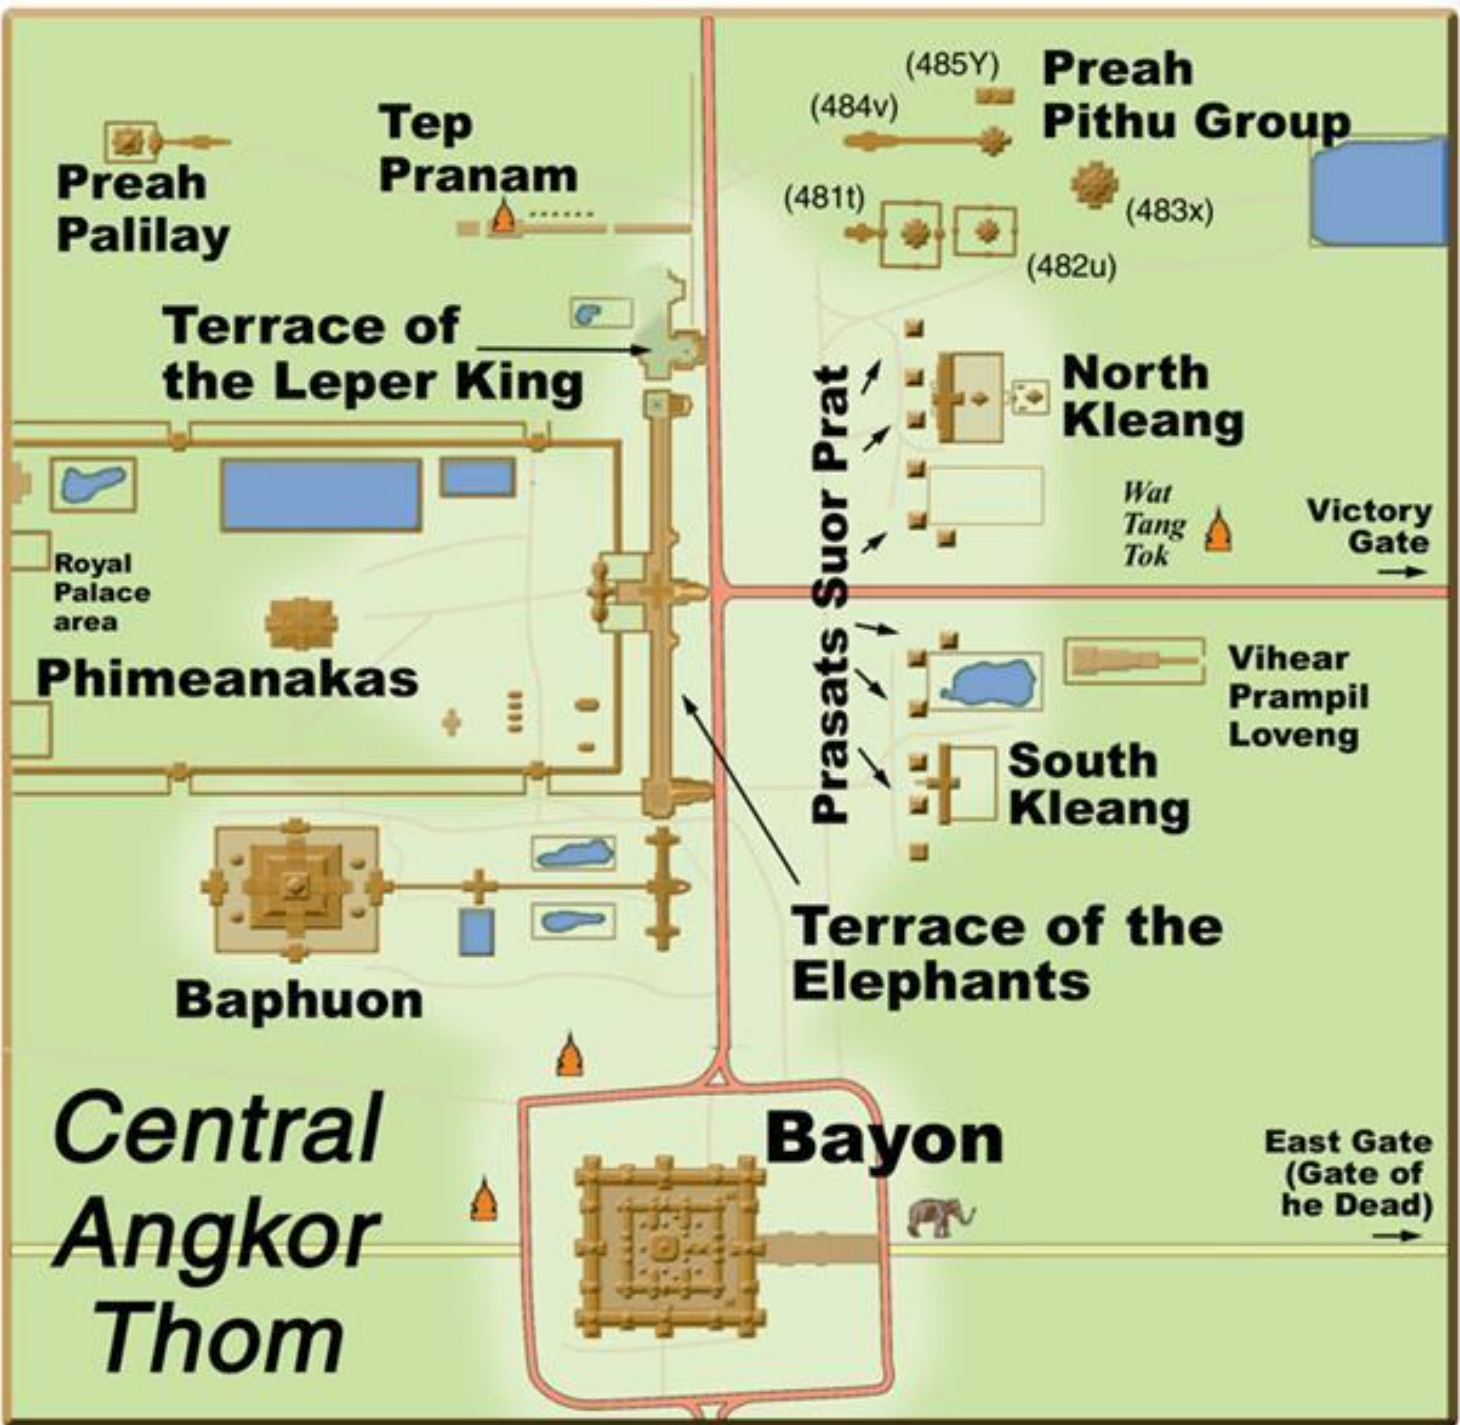 (485Y)
Preah
Pithu Group
(484v)
Tep
Pranam
Preah
Palilay
(481t)
(483x)
(482u)
Terrace of
the Leper King
North
Kleang
Prasats Suor Prat
Wat
Tang
Tok
Victory
Gate
Royal
Palace
area
Phimeanakas
Vihear
Prampil
Loveng
South
Kleang
Terrace of the
Elephants
Baphuon
Central
Angkor
Thom
Bayon
East Gate
(Gate of
he Dead)